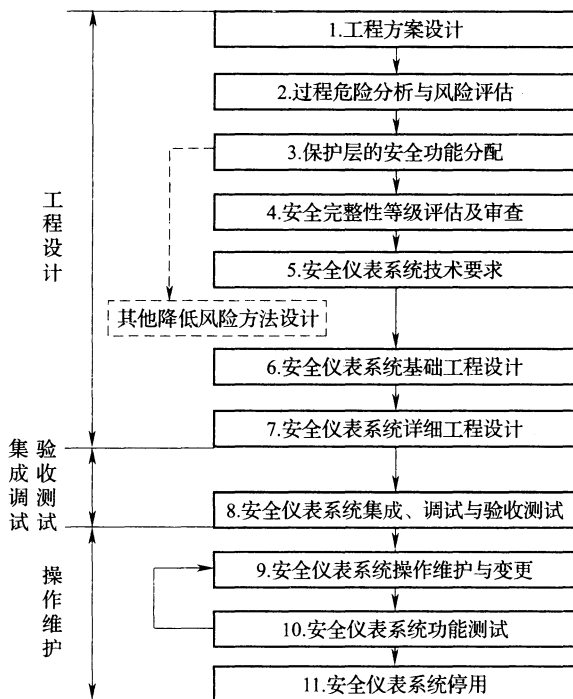 1.工程方案设计
2.过程危险分析与风险评估
3.保护层的安全功能分配
4.安全完整性等级评估及审查
5.安全仪表系统技术要求
其他降低风险方法设计
6.安全仪表系统基础工程设计
7.安全仪表系统详细工程设计
8.安全仪表系统集成、调试与验收测试
9.安全仪表系统操作维护与变更
10.安全仪表系统功能测试
11.安全仪表系统停用
工程设计
集成调试
验收测试
操作维护